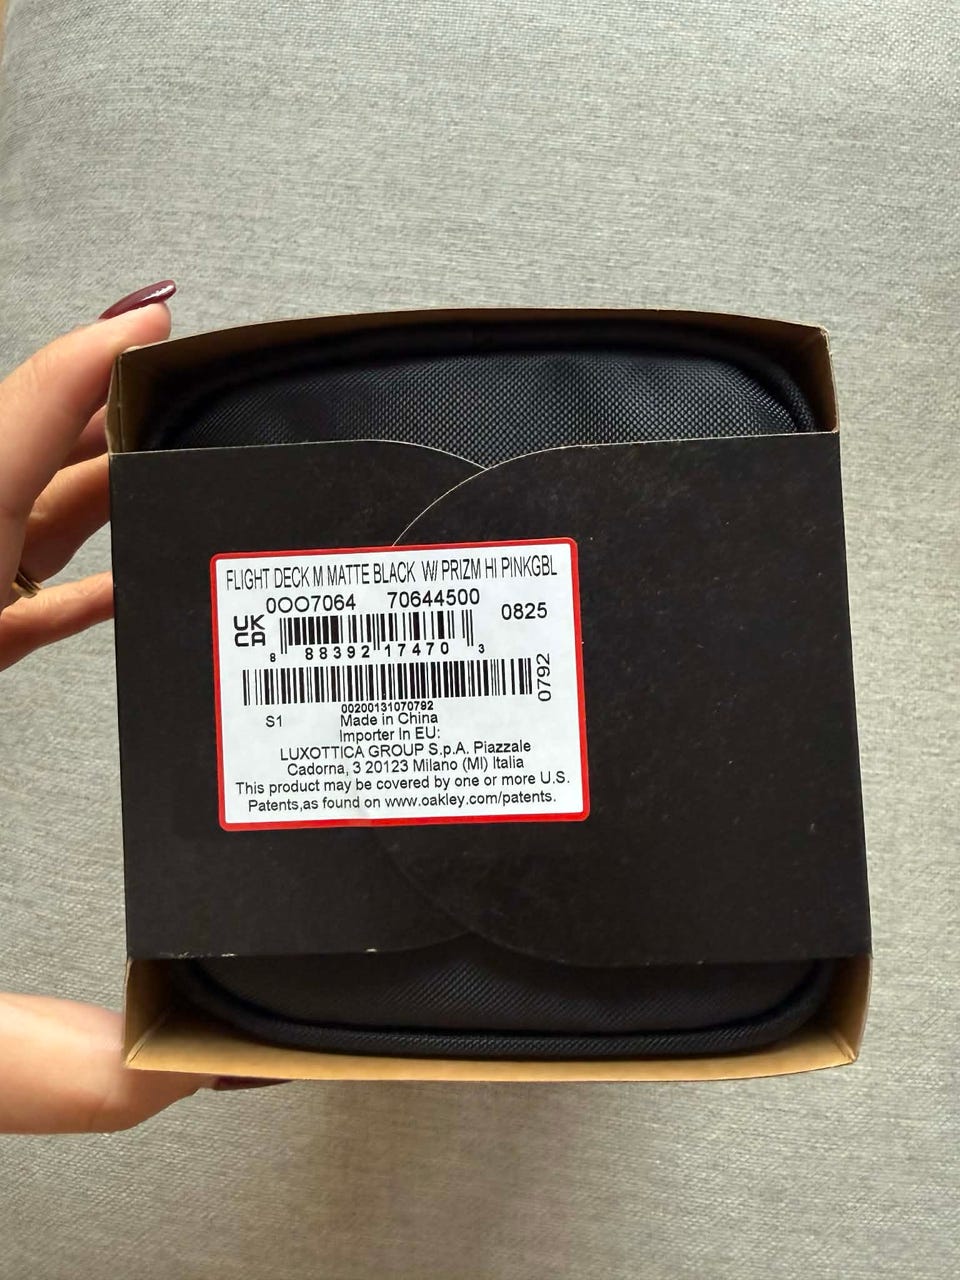 FLIGHT DECK M MATTE BLACK W/ PRIZM HI PINKGBL
0OO7064 70644500 0825
UK
CA
8 88392 17470 3
0792
00200131070792
S1 Made in China
Importer In EU:
LUXOTTICA GROUP S.p.A. Piazzale
Cadorna, 3 20123 Milano (MI) Italia
This product may be covered by one or more U.S.
Patents,as found on www.oakley.com/patents.